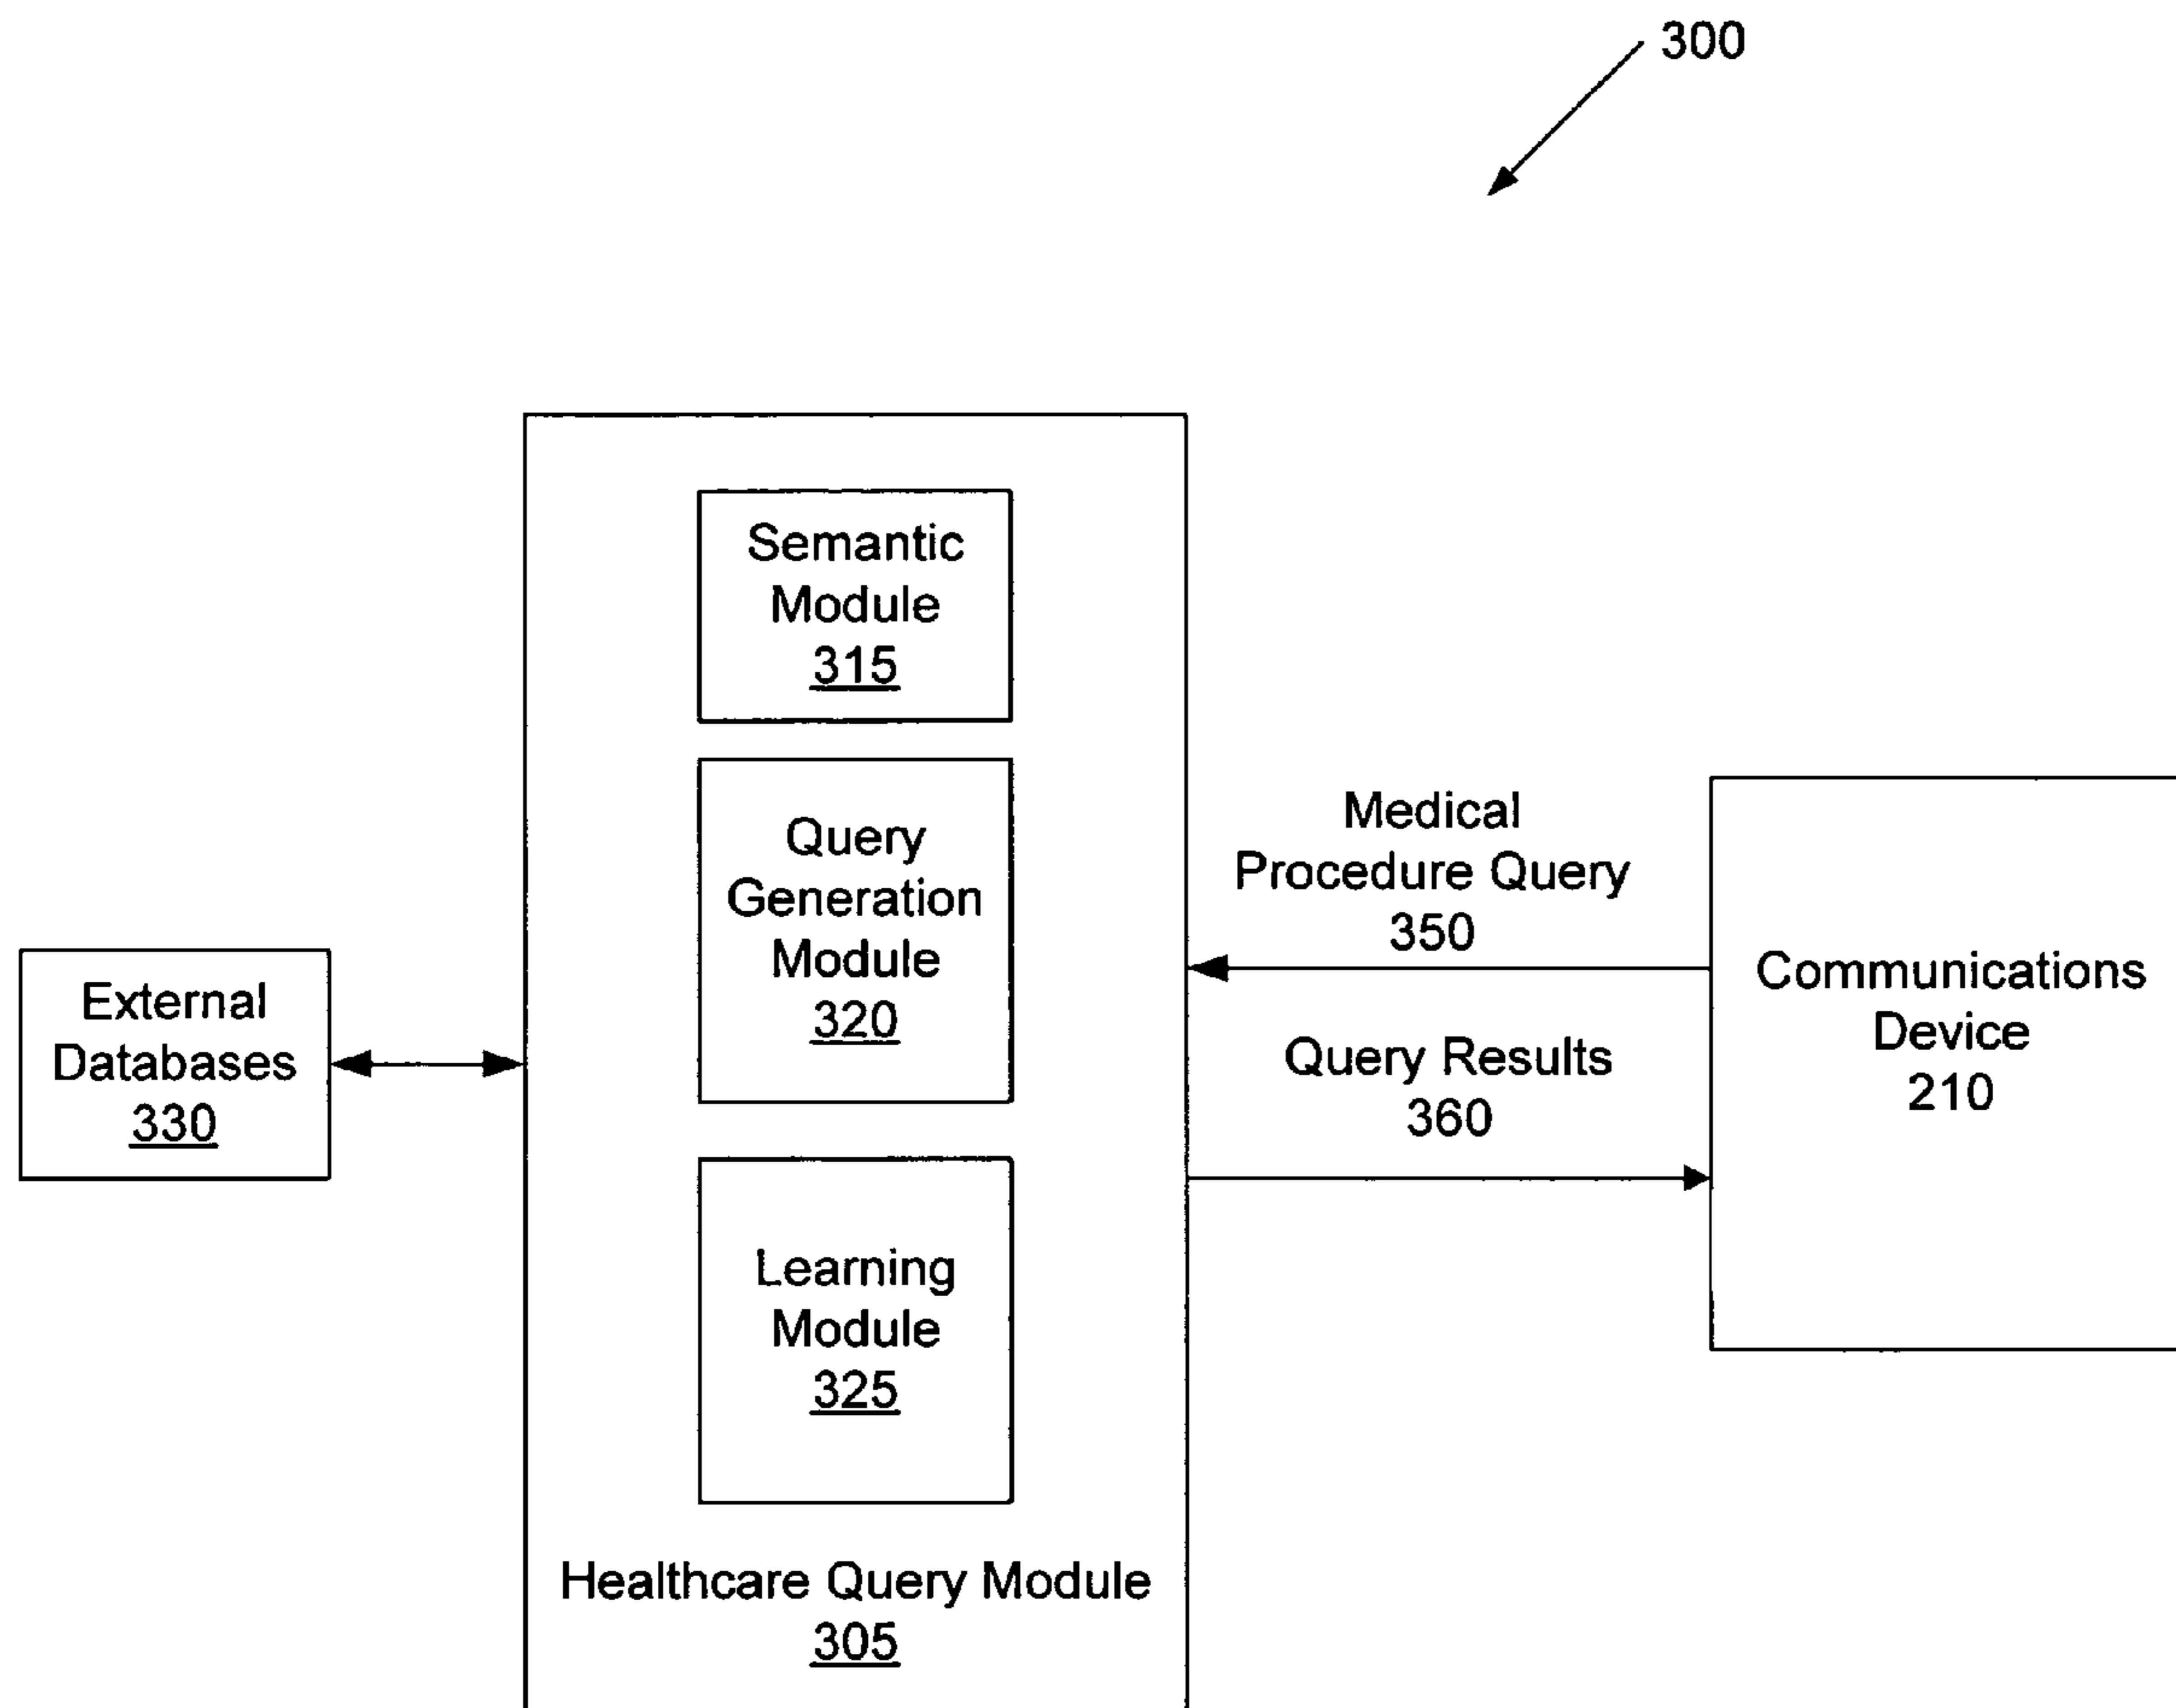 300
Semantic
Module
315
Query
Generation
Module
320
Learning
Module
325
Healthcare Query Module
305
External
Databases
330
Medical
Procedure Query
350
Query Results
360
Communications
Device
210